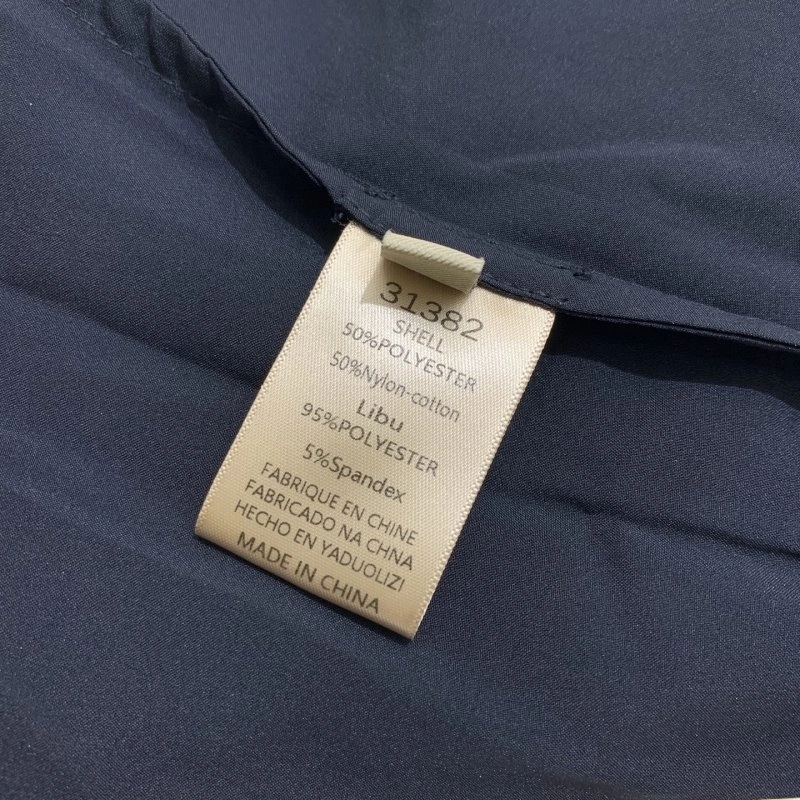 31382
SHELL
50%POLYESTER
50%Nylon-cotton
Libu
95%POLYESTER
5%Spandex
FABRIQUE EN CHINE
FABRICADO NA CHNA
HECHO EN YADUOLIZI
MADE IN CHINA